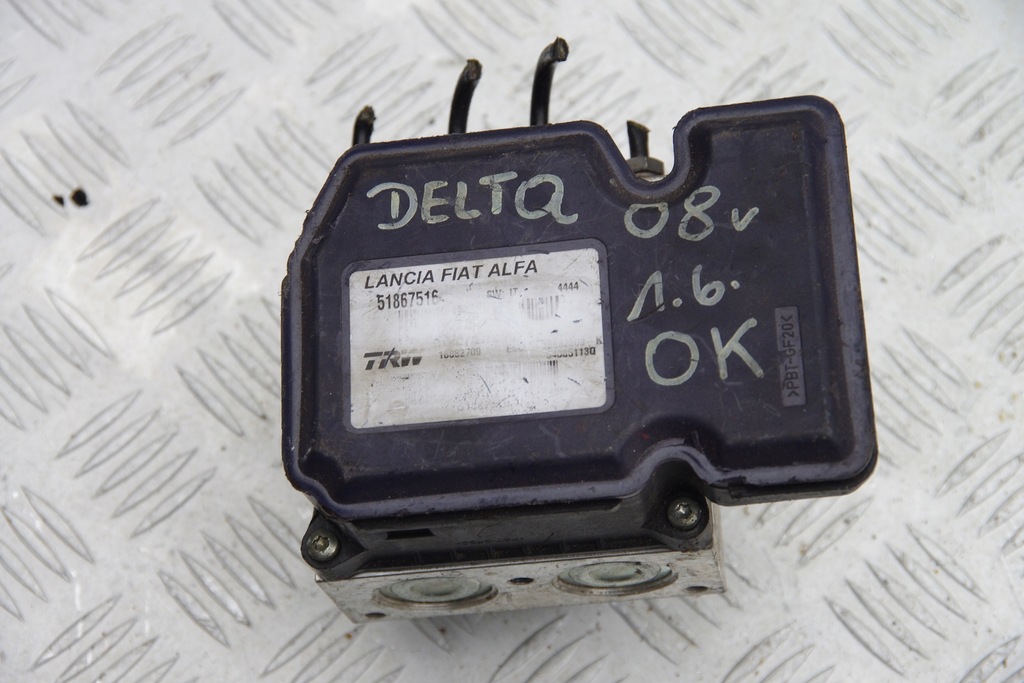 DELTA 08v
1.6.
OK
LANCIA FIAT ALFA
51867516
4444
TRW
>PBT-GF20<